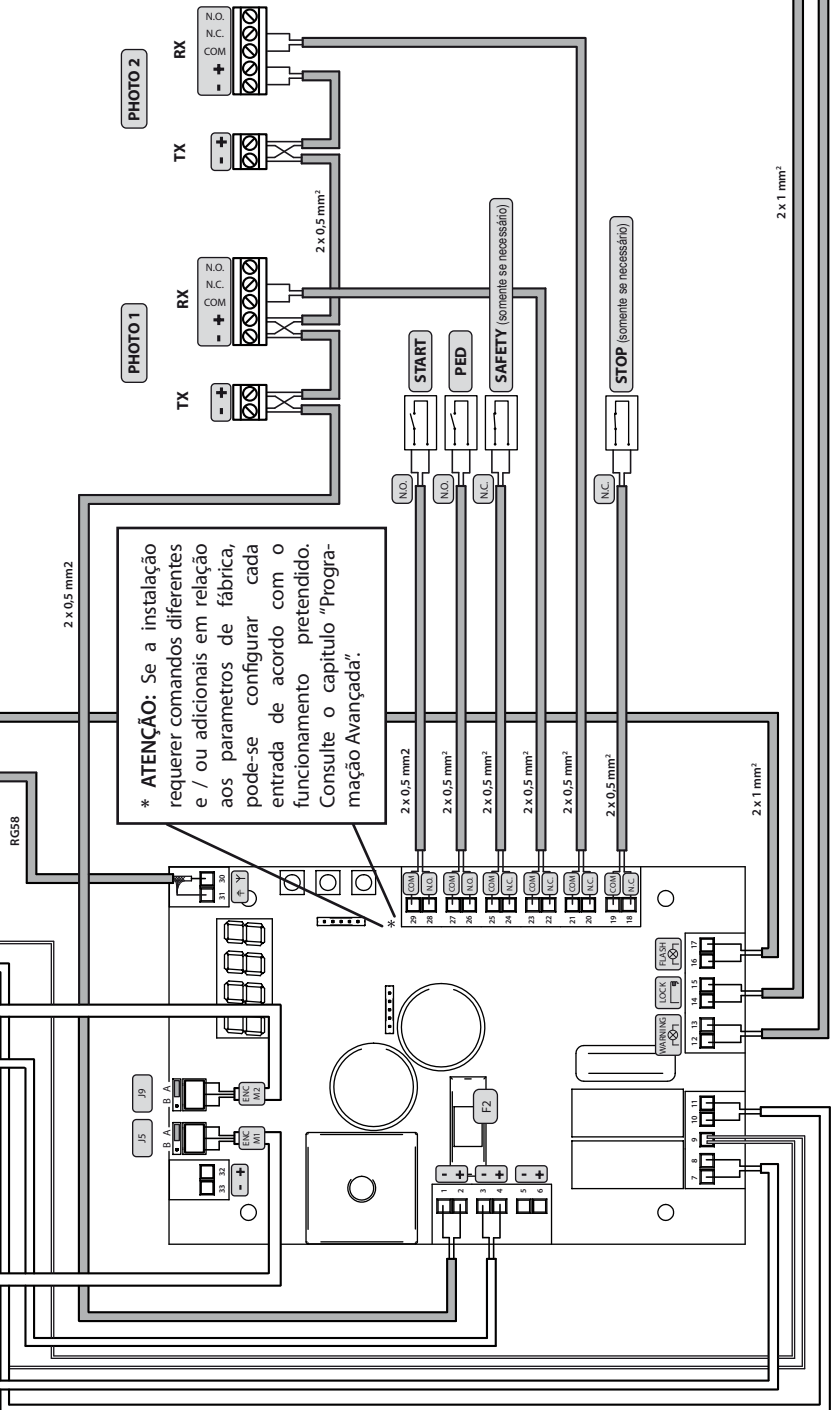 PHOTO 1
TX
- +
RX
- +
COM
N.C.
N.O.
PHOTO 2
TX
- +
RX
- +
COM
N.C.
N.O.
2 x 0,5 mm²
2 x 0,5 mm2
RG58
* ATENÇÃO: Se a instalação
requerer comandos diferentes
e / ou adicionais em relação
aos parametros de fábrica,
pode-se configurar cada
entrada de acordo com o
funcionamento pretendido.
Consulte o capitulo "Progra-
mação Avançada".
N.O.
START
N.O.
PED
N.C.
SAFETY (somente se necessário)
N.C.
STOP (somente se necessário)
2 x 0,5 mm2
2 x 0,5 mm²
2 x 0,5 mm²
2 x 0,5 mm²
2 x 0,5 mm²
2 x 0,5 mm²
2 x 1 mm²
2 x 1 mm²
J5
B A
ENC
M1
J9
B A
ENC
M2
33 32
- +
31 30
*
29 COM
28 N.O.
27 COM
26 N.O.
25 COM
24 N.C.
23 COM
22 N.C.
21 COM
20 N.C.
19 COM
18 N.C.
F2
1 -
2 +
3 -
4 +
5 -
6 +
7 8 9 10 11
WARNING
12 13
LOCK
14 15
FLASH
16 17